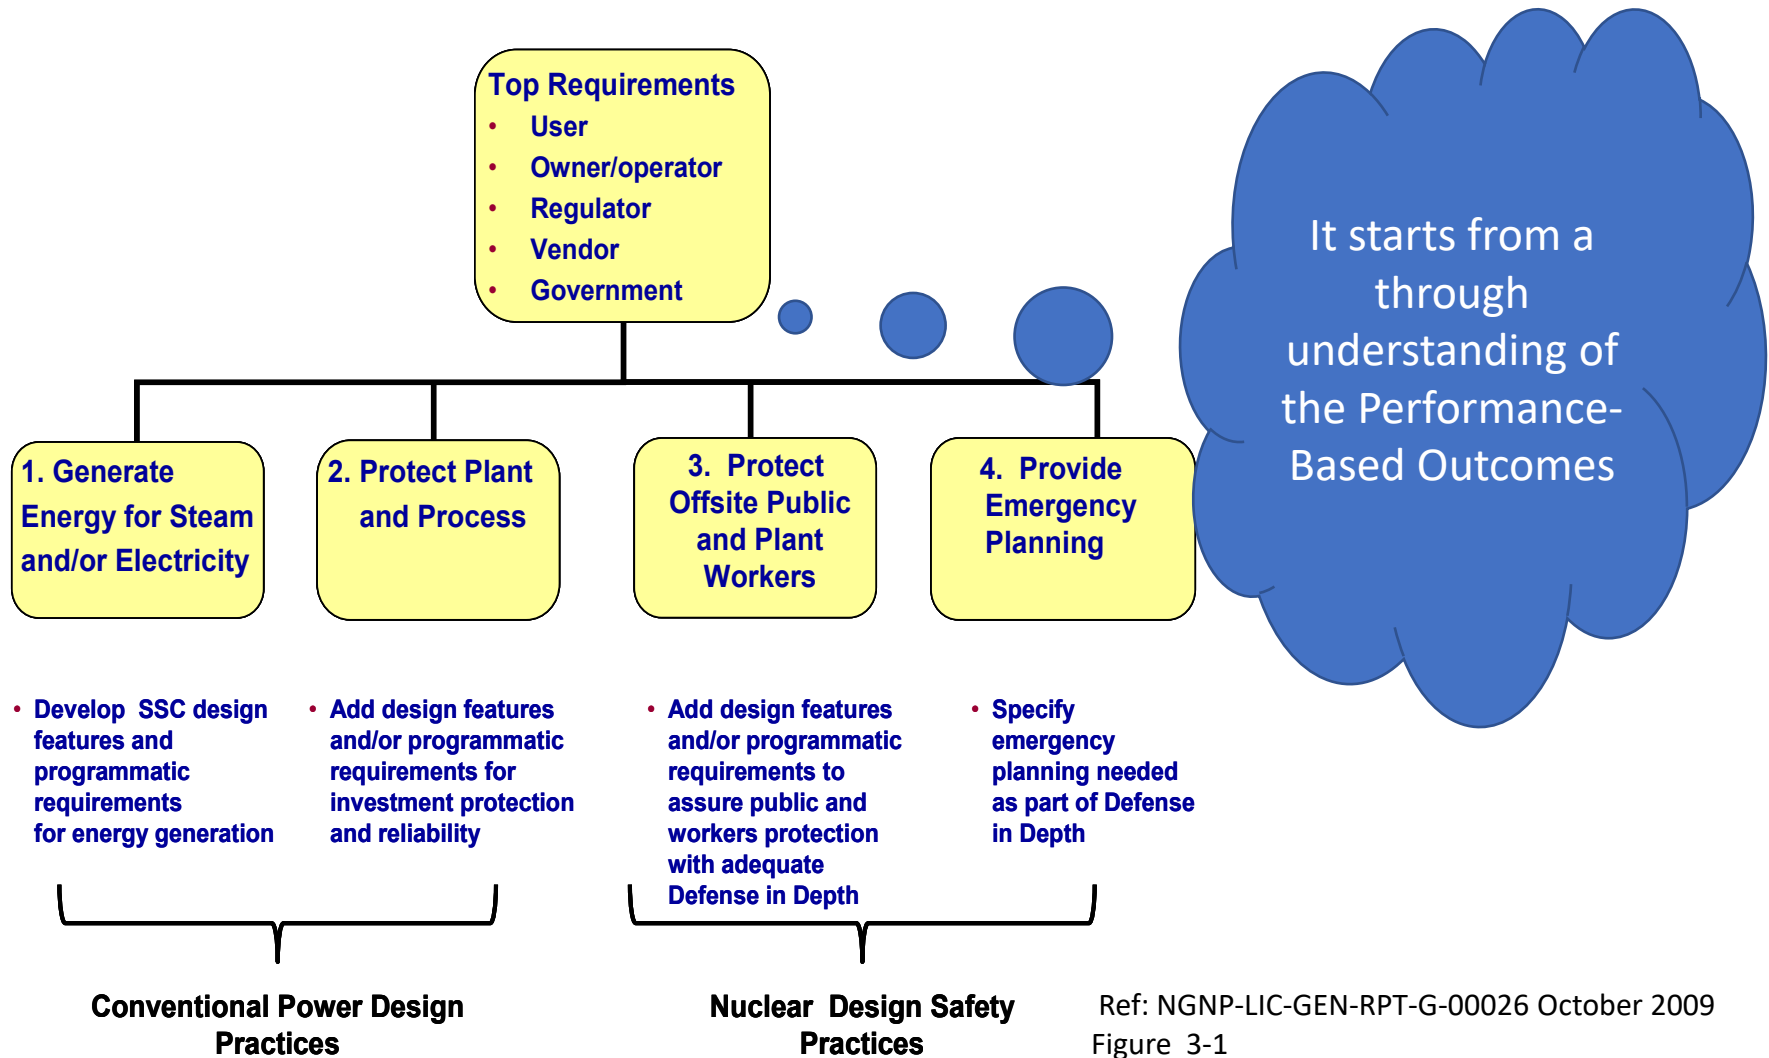 Top Requirements
• User
• Owner/operator
• Regulator
• Vendor
• Government
It starts from a
through
understanding of
the Performance-
Based Outcomes
1. Generate
Energy for Steam
and/or Electricity
2. Protect Plant
and Process
3. Protect
Offsite Public
and Plant
Workers
4. Provide
Emergency
Planning
• Develop SSC design
features and
programmatic
requirements
for energy generation
• Add design features
and/or programmatic
requirements for
investment protection
and reliability
• Add design features
and/or programmatic
requirements to
assure public and
workers protection
with adequate
Defense in Depth
• Specify
emergency
planning needed
as part of Defense
in Depth
Conventional Power Design
Practices
Nuclear Design Safety
Practices
Ref: NGNP-LIC-GEN-RPT-G-00026 October 2009
Figure 3-1